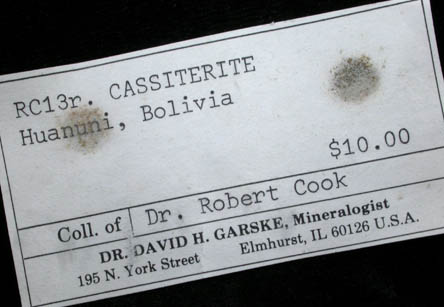 RC13r. CASSITERITE
Huanuni, Bolivia
$10.00
Coll. of Dr. Robert Cook
DR. DAVID H. GARSKE, Mineralogist
195 N. York Street Elmhurst, IL 60126 U.S.A.